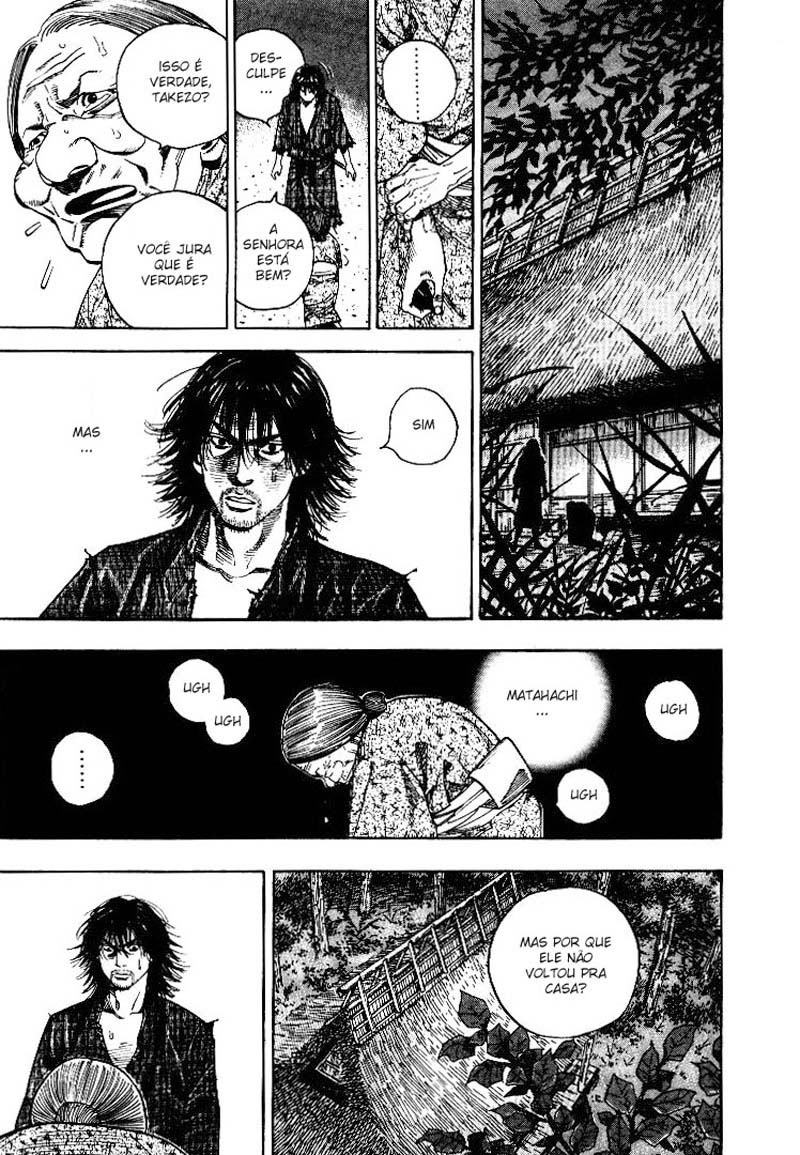 ........
DES-
CULPE
...
A
SENHORA
ESTÁ
BEM?
ISSO É
VERDADE,
TAKEZO?
VOCÊ JURA
QUE É
VERDADE?
SIM
MAS
...
UGH
MATAHACHI
...
UGH
UGH
UGH
......
MAS POR QUE
ELE NÃO
VOLTOU PRA
CASA?